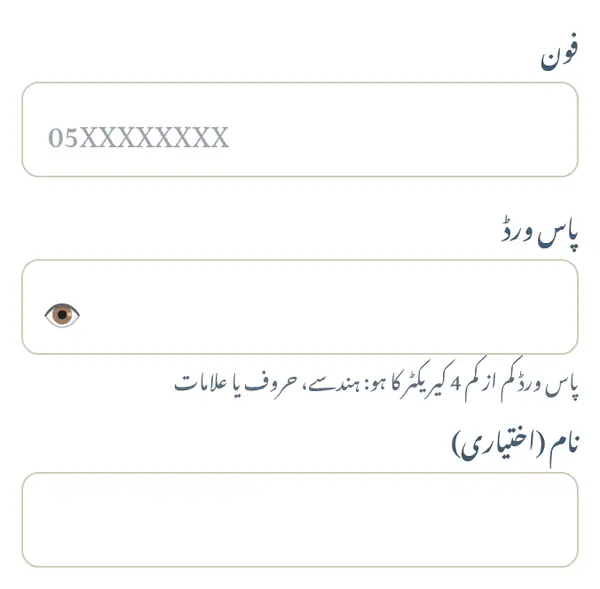 فون
05XXXXXXXX
پاس ورڈ
پاس ورڈ کم از کم 4 کیریکٹر کا ہو: ہندسے، حروف یا علامات
نام (اختیاری)